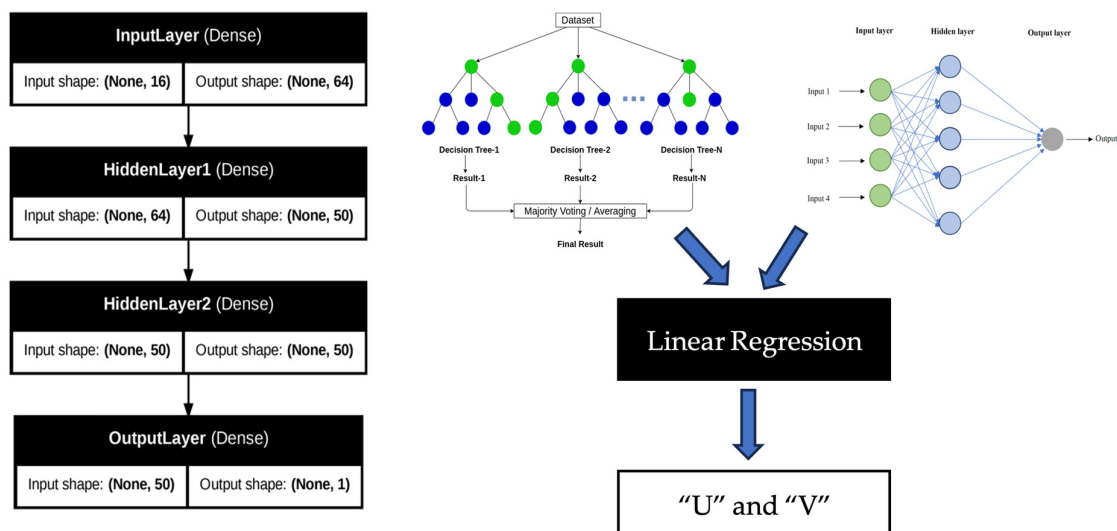 InputLayer (Dense)
Input shape: (None, 16) Output shape: (None, 64)
HiddenLayer1 (Dense)
Input shape: (None, 64) Output shape: (None, 50)
HiddenLayer2 (Dense)
Input shape: (None, 50) Output shape: (None, 50)
OutputLayer (Dense)
Input shape: (None, 50) Output shape: (None, 1)
Dataset
Decision Tree-1 Decision Tree-2 Decision Tree-N
Result-1 Result-2 Result-N
Majority Voting / Averaging
Final Result
Input layer Hidden layer Output layer
Input 1
Input 2
Input 3
Input 4
Output
Linear Regression
“U” and “V”